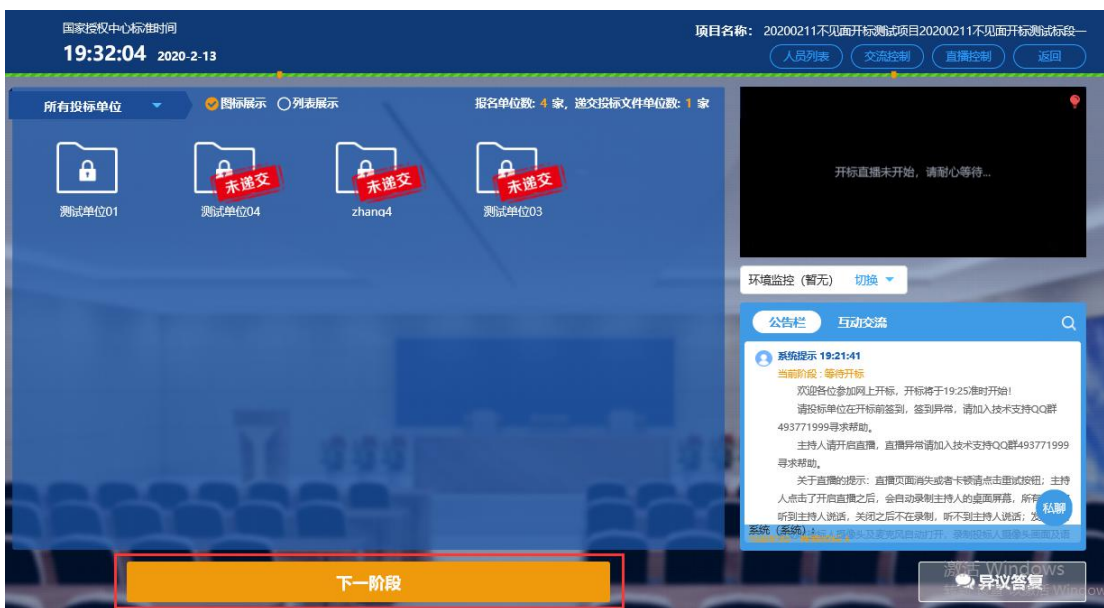 国家授权中心标准时间
19:32:04 2020-2-13
项目名称： 20200211不见面开标测试项目20200211不见面开标测试标段一
人员列表 交流控制 直播控制 返回
所有投标单位 图标展示 列表展示 报名单位数: 4 家, 递交投标文件单位数: 1 家
未递交 未递交 未递交
测试单位01 测试单位04 zhang4 测试单位03
开标直播未开始，请耐心等待...
环境监控（暂无） 切换
公告栏 互动交流
系统提示 19:21:41
当前阶段 : 等待开标
欢迎各位参加网上开标，开标将于19:25准时开始!
请投标单位在开标前签到，签到异常，请加入技术支持QQ群
493771999寻求帮助。
主持人请开启直播，直播异常请加入技术支持QQ群493771999
寻求帮助。
关于直播的提示：直播页面消失或者卡顿请点击重试按钮；主持
人点击了开启直播之后，会自动录制主持人的桌面屏幕，所有
听到主持人说话，关闭之后不在录制，听不到主持人说话；发
私聊
系统（系统）:
下一阶段
激活 Windows
异议答复